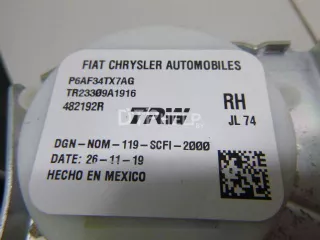 FIAT CHRYSLER AUTOMOBILES
P6AF34TX7AG
TR23309A1916
482192R
TRW
RH
JL 74
DGN-NOM-119-SCFI-2000
DATE: 26-11-19
HECHO EN MEXICO